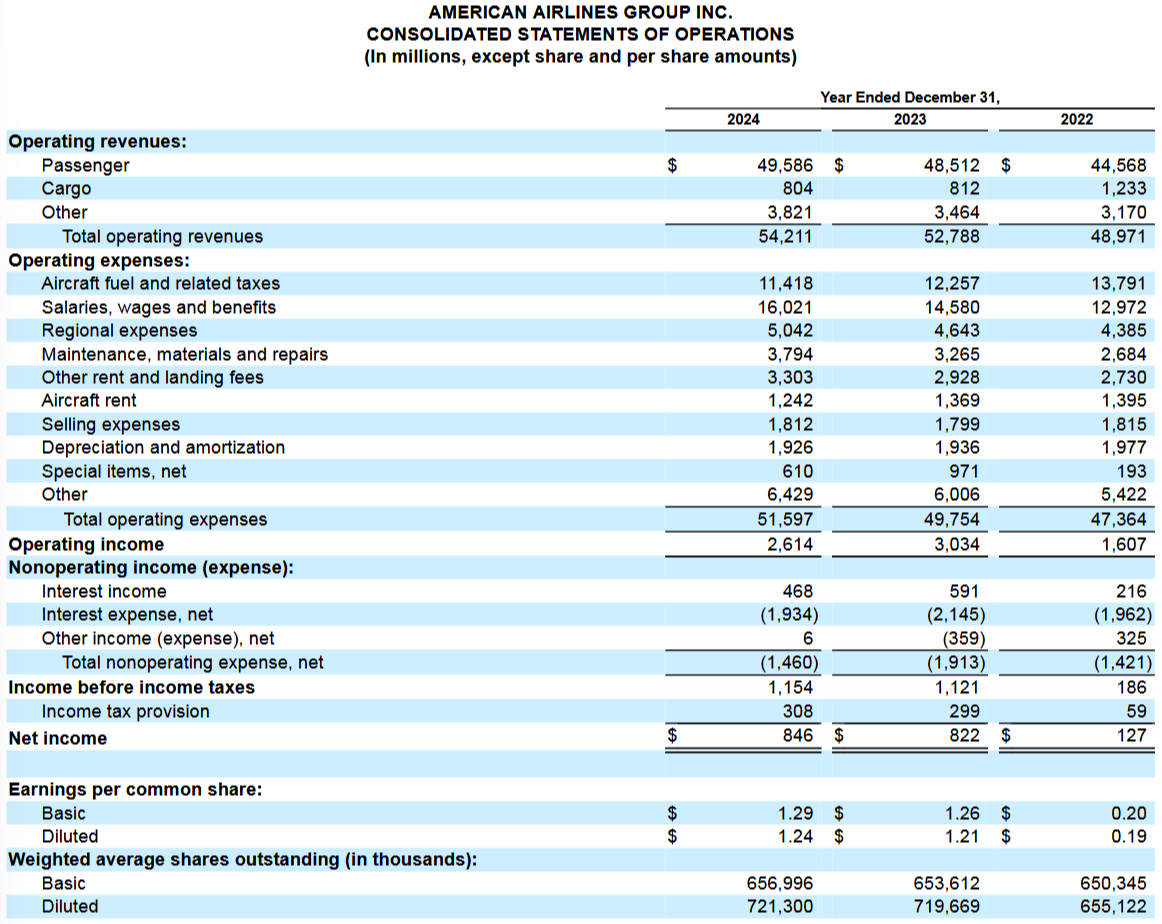 AMERICAN AIRLINES GROUP INC.
CONSOLIDATED STATEMENTS OF OPERATIONS
(In millions, except share and per share amounts)
Year Ended December 31,
2024 2023 2022
Operating revenues:
Passenger $ 49,586 $ 48,512 $ 44,568
Cargo 804 812 1,233
Other 3,821 3,464 3,170
Total operating revenues 54,211 52,788 48,971
Operating expenses:
Aircraft fuel and related taxes 11,418 12,257 13,791
Salaries, wages and benefits 16,021 14,580 12,972
Regional expenses 5,042 4,643 4,385
Maintenance, materials and repairs 3,794 3,265 2,684
Other rent and landing fees 3,303 2,928 2,730
Aircraft rent 1,242 1,369 1,395
Selling expenses 1,812 1,799 1,815
Depreciation and amortization 1,926 1,936 1,977
Special items, net 610 971 193
Other 6,429 6,006 5,422
Total operating expenses 51,597 49,754 47,364
Operating income 2,614 3,034 1,607
Nonoperating income (expense):
Interest income 468 591 216
Interest expense, net (1,934) (2,145) (1,962)
Other income (expense), net 6 (359) 325
Total nonoperating expense, net (1,460) (1,913) (1,421)
Income before income taxes 1,154 1,121 186
Income tax provision 308 299 59
Net income $ 846 $ 822 $ 127
Earnings per common share:
Basic $ 1.29 $ 1.26 $ 0.20
Diluted $ 1.24 $ 1.21 $ 0.19
Weighted average shares outstanding (in thousands):
Basic 656,996 653,612 650,345
Diluted 721,300 719,669 655,122